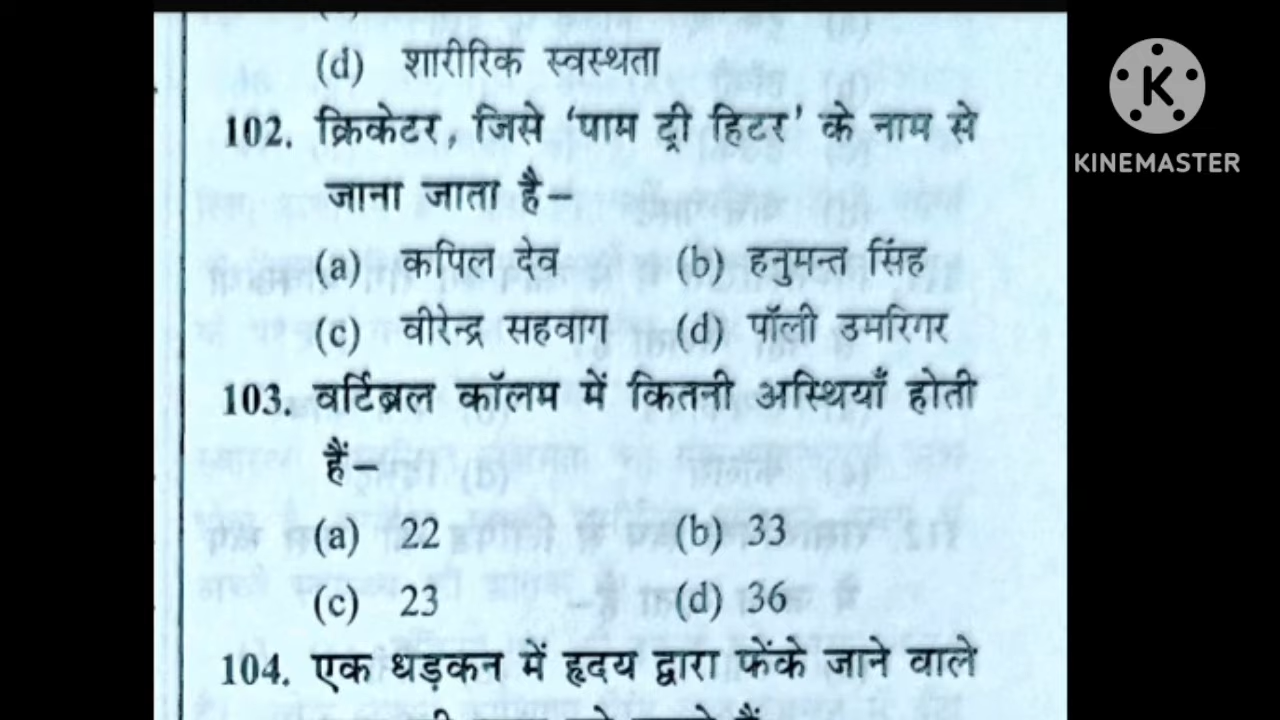 (d) शारीरिक स्वस्थता
102. क्रिकेटर, जिसे ‘पाम ट्री हिटर’ के नाम से
जाना जाता है–
(a) कपिल देव (b) हनुमन्त सिंह
(c) वीरेन्द्र सहवाग (d) पॉली उमरिगर
103. वर्टिब्रल कॉलम में कितनी अस्थियाँ होती
हैं–
(a) 22 (b) 33
(c) 23 (d) 36
104. एक धड़कन में हृदय द्वारा फेंके जाने वाले
K
KINEMASTER